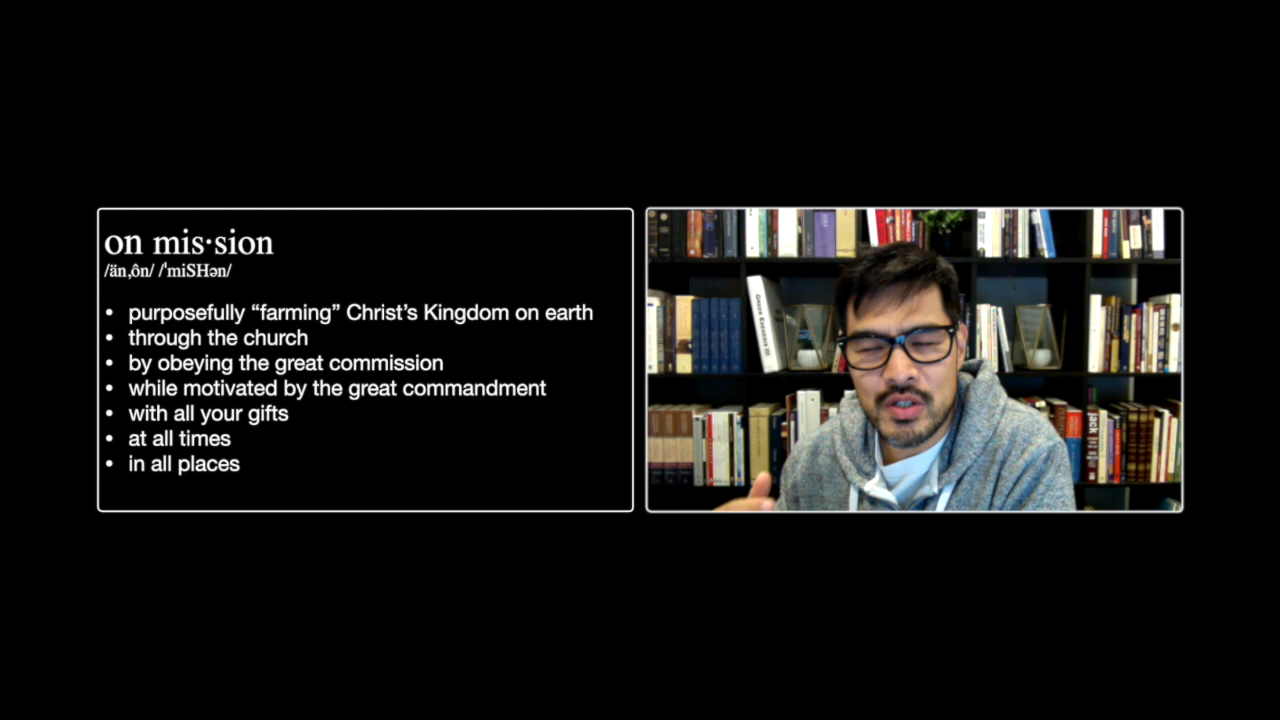 on mis·sion
/än,ôn/ /ˈmiSHən/
• purposefully “farming” Christ’s Kingdom on earth
• through the church
• by obeying the great commission
• while motivated by the great commandment
• with all your gifts
• at all times
• in all places
jack